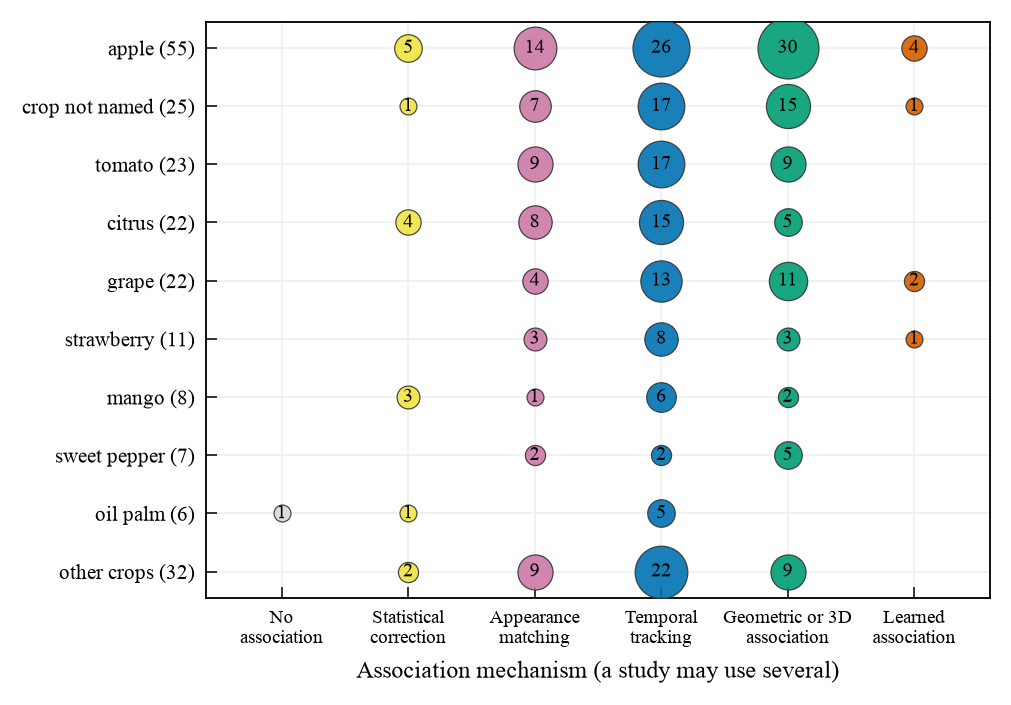 apple (55) 5 14 26 30 4
crop not named (25) 1 7 17 15 1
tomato (23) 9 17 9
citrus (22) 4 8 15 5
grape (22) 4 13 11 2
strawberry (11) 3 8 3 1
mango (8) 3 1 6 2
sweet pepper (7) 2 2 5
oil palm (6) 1 1 5
other crops (32) 2 9 22 9
No Statistical Appearance Temporal Geometric or 3D Learned
association correction matching tracking association association
Association mechanism (a study may use several)